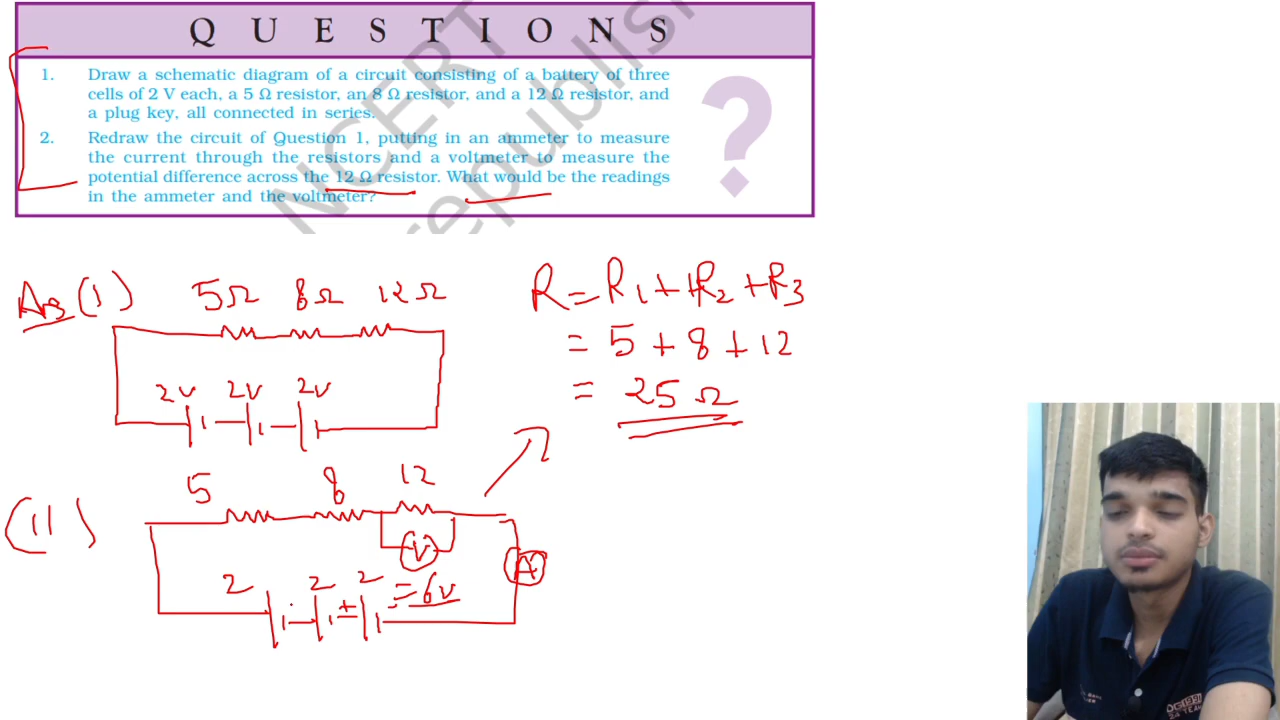 QUESTIONS
1. Draw a schematic diagram of a circuit consisting of a battery of three
cells of 2 V each, a 5 Ω resistor, an 8 Ω resistor, and a 12 Ω resistor, and
a plug key, all connected in series.
2. Redraw the circuit of Question 1, putting in an ammeter to measure
the current through the resistors and a voltmeter to measure the
potential difference across the 12 Ω resistor. What would be the readings
in the ammeter and the voltmeter?
?
NCERT
republish
Ans (I) 5Ω 8Ω 12Ω
2V 2V 2V
R = R1 + R2 + R3
= 5 + 8 + 12
= 25 Ω
(II) 5 8 12
V
A
2 2 + 2 = 6V